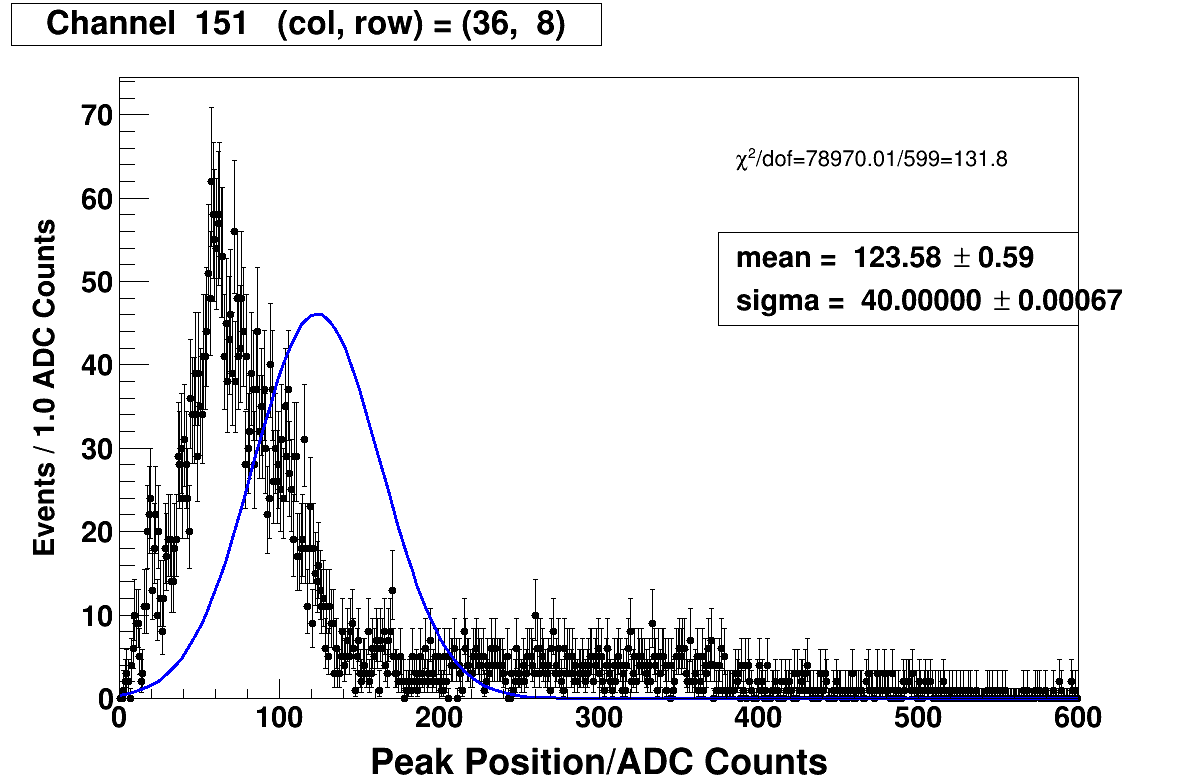 Channel 151 (col, row) = (36, 8)
χ²/dof=78970.01/599=131.8
mean = 123.58 ± 0.59
sigma = 40.00000 ± 0.00067
Events / 1.0 ADC Counts
70
60
50
40
30
20
10
0
0 100 200 300 400 500 600
Peak Position/ADC Counts